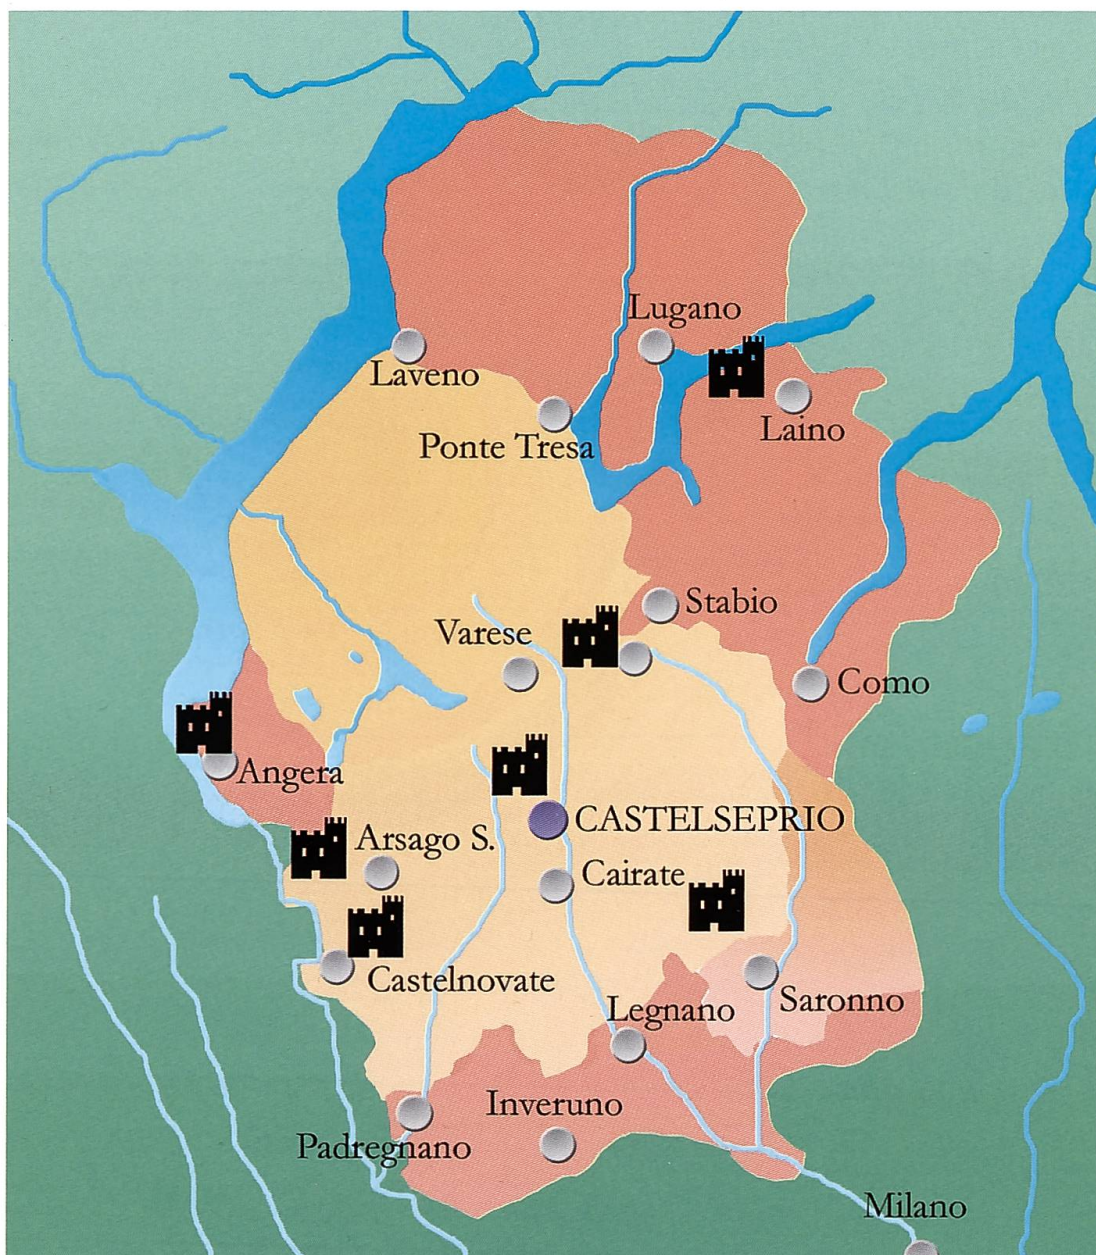 Lugano
Laveno
Ponte Tresa
Laino
Stabio
Varese
Como
Angera
CASTELSEPRIO
Arsago S.
Cairate
Castelnovate
Saronno
Legnano
Inveruno
Padregnano
Milano